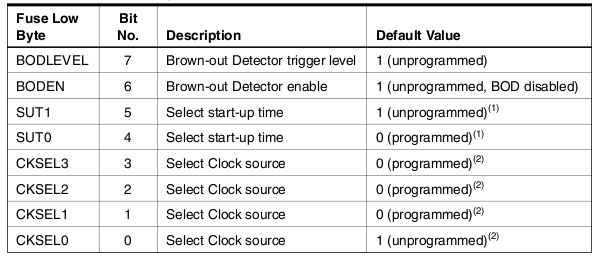 Fuse Low Byte Bit No. Description Default Value
BODLEVEL 7 Brown-out Detector trigger level 1 (unprogrammed)
BODEN 6 Brown-out Detector enable 1 (unprogrammed, BOD disabled)
SUT1 5 Select start-up time 1 (unprogrammed)(1)
SUT0 4 Select start-up time 0 (programmed)(1)
CKSEL3 3 Select Clock source 0 (programmed)(2)
CKSEL2 2 Select Clock source 0 (programmed)(2)
CKSEL1 1 Select Clock source 0 (programmed)(2)
CKSEL0 0 Select Clock source 1 (unprogrammed)(2)